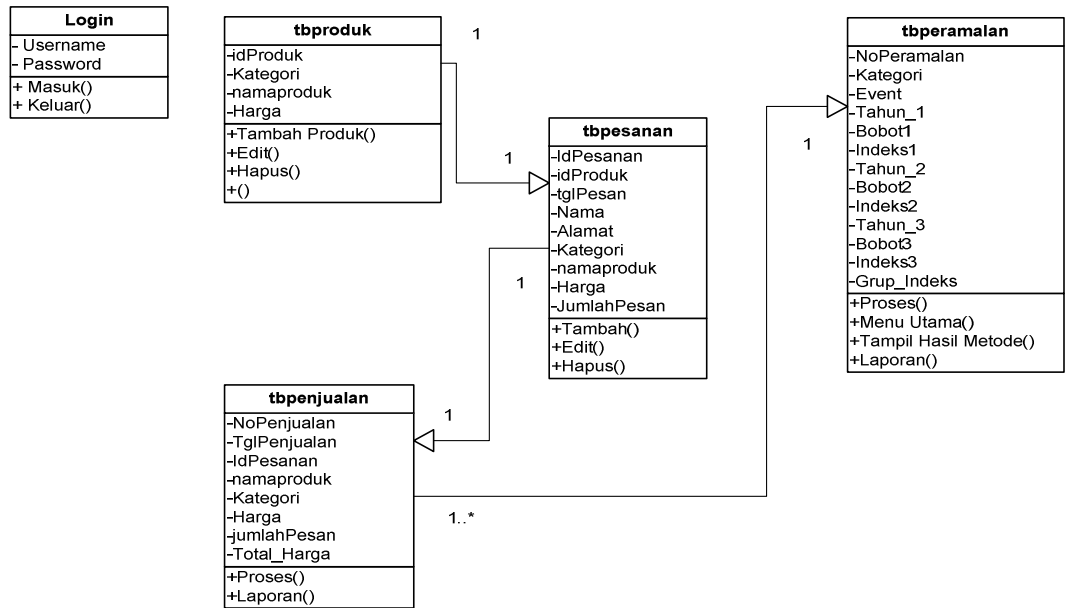 Login
- Username
- Password
+ Masuk()
+ Keluar()
tbproduk
-idProduk
-Kategori
-namaproduk
-Harga
+Tambah Produk()
+Edit()
+Hapus()
+()
1
1
tbpesanan
-IdPesanan
-idProduk
-tglPesan
-Nama
-Alamat
-Kategori
-namaproduk
-Harga
-JumlahPesan
+Tambah()
+Edit()
+Hapus()
1
1
tbpenjualan
-NoPenjualan
-TglPenjualan
-IdPesanan
-namaproduk
-Kategori
-Harga
-jumlahPesan
-Total_Harga
+Proses()
+Laporan()
1..*
1
tbperamalan
-NoPeramalan
-Kategori
-Event
-Tahun_1
-Bobot1
-Indeks1
-Tahun_2
-Bobot2
-Indeks2
-Tahun_3
-Bobot3
-Indeks3
-Grup_Indeks
+Proses()
+Menu Utama()
+Tampil Hasil Metode()
+Laporan()